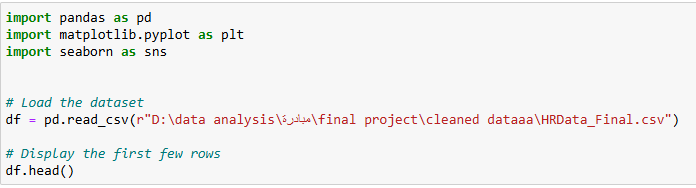 import pandas as pd
import matplotlib.pyplot as plt
import seaborn as sns
# Load the dataset
df = pd.read_csv(r"D:\data analysis\مبادرة\final project\cleaned dataaa\HRData_Final.csv")
# Display the first few rows
df.head()